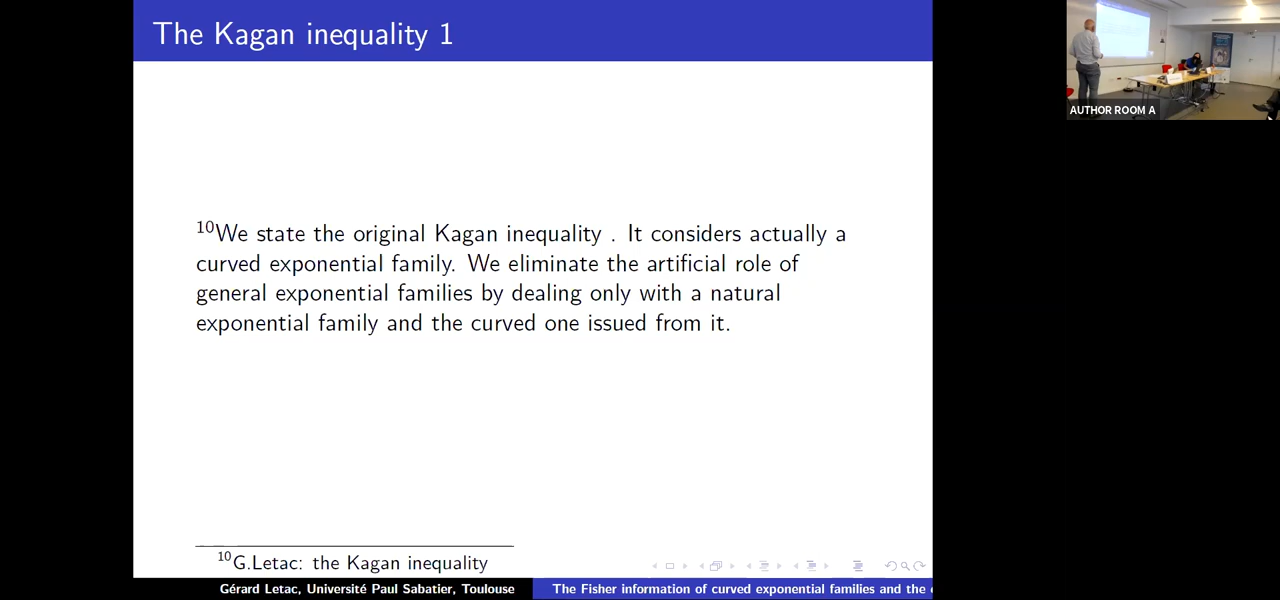 The Kagan inequality 1
AUTHOR ROOM A
10We state the original Kagan inequality . It considers actually a
curved exponential family. We eliminate the artificial role of
general exponential families by dealing only with a natural
exponential family and the curved one issued from it.
10G.Letac: the Kagan inequality
Gérard Letac, Université Paul Sabatier, Toulouse
The Fisher information of curved exponential families and the